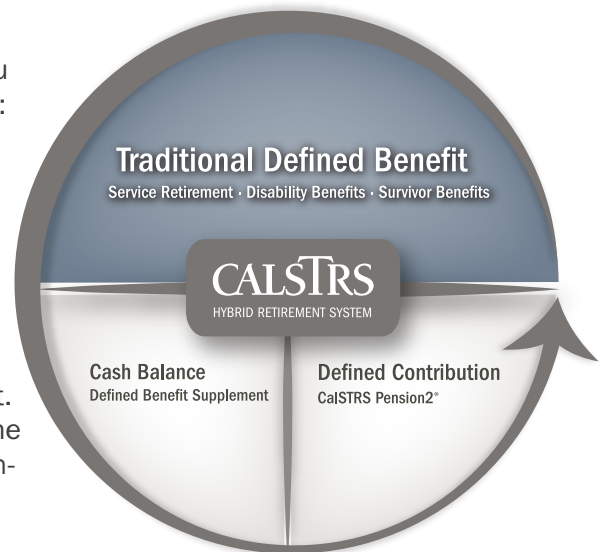 u
:
Traditional Defined Benefit
Service Retirement · Disability Benefits · Survivor Benefits
CALSTRS
HYBRID RETIREMENT SYSTEM
Cash Balance
Defined Benefit Supplement
Defined Contribution
CalSTRS Pension2®
t.
ne
n-